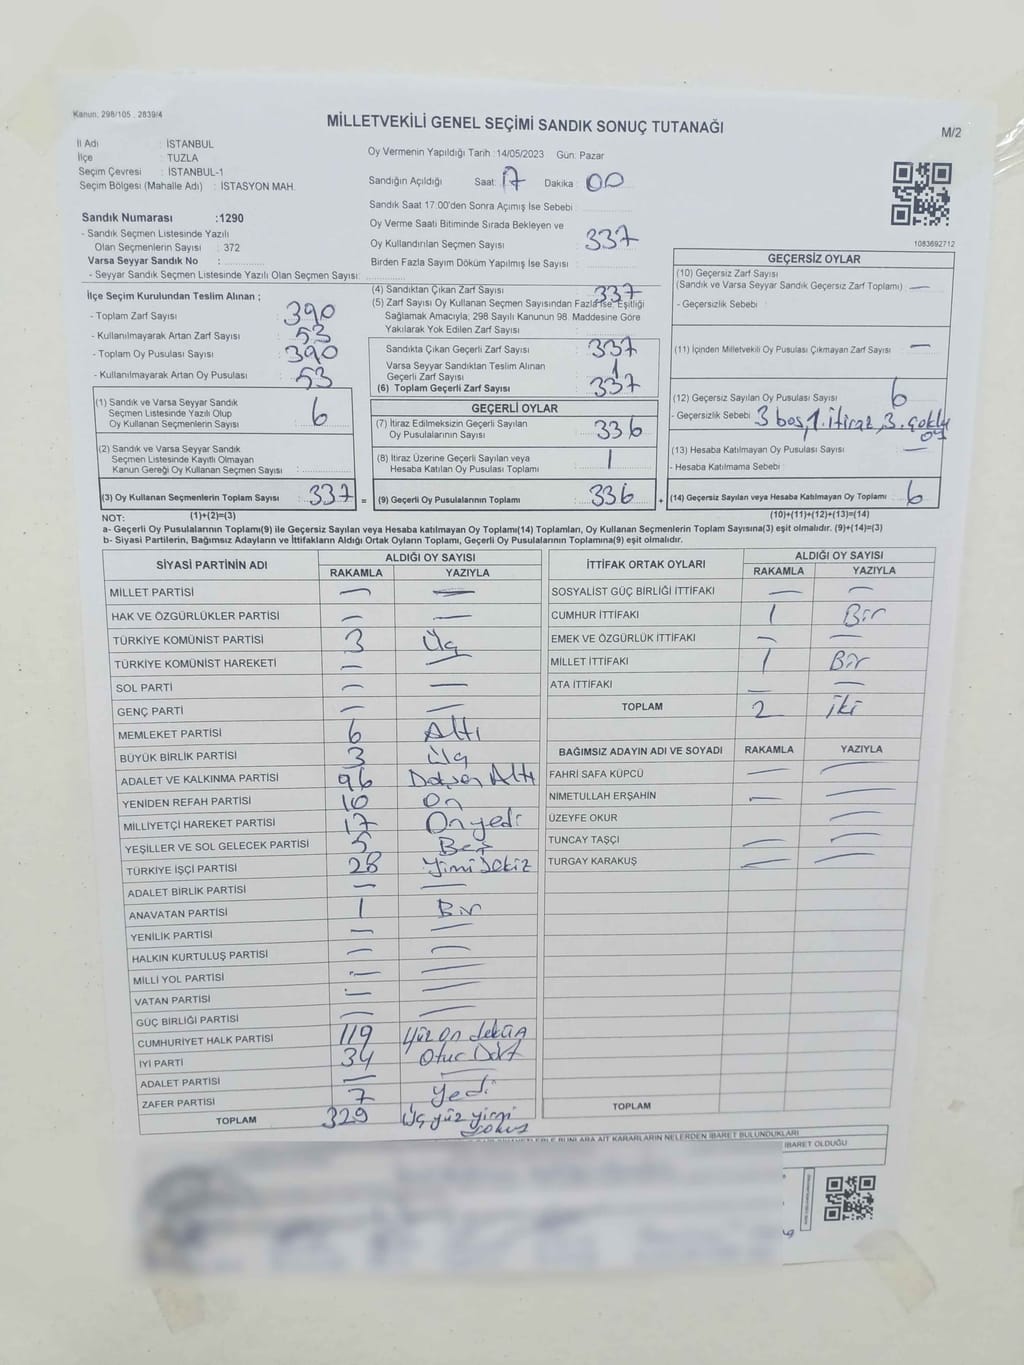 Kanun, 298/105 , 2839/4
MİLLETVEKİLİ GENEL SEÇİMİ SANDIK SONUÇ TUTANAĞI
M/2
İl Adı : İSTANBUL
İlçe : TUZLA
Seçim Çevresi : İSTANBUL-1
Seçim Bölgesi (Mahalle Adı) : İSTASYON MAH.
Sandık Numarası :1290
- Sandık Seçmen Listesinde Yazılı
Olan Seçmenlerin Sayısı : 372
Varsa Seyyar Sandık No :
- Seyyar Sandık Seçmen Listesinde Yazılı Olan Seçmen Sayısı:
Oy Vermenin Yapıldığı Tarih :14/05/2023 Gün: Pazar
Sandığın Açıldığı Saat: 17 Dakika : 00
Sandık Saat 17:00'den Sonra Açımış İse Sebebi :
Oy Verme Saati Bitiminde Sırada Bekleyen ve
Oy Kullandırılan Seçmen Sayısı : 337
Birden Fazla Sayım Döküm Yapılmış İse Sayısı :
1083692712
İlçe Seçim Kurulundan Teslim Alınan ;
- Toplam Zarf Sayısı : 390
- Kullanılmayarak Artan Zarf Sayısı : 53
- Toplam Oy Pusulası Sayısı : 390
- Kullanılmayarak Artan Oy Pusulası : 53
(1) Sandık ve Varsa Seyyar Sandık
Seçmen Listesinde Yazılı Olup
Oy Kullanan Seçmenlerin Sayısı : 6
(2) Sandık ve Varsa Seyyar Sandık
Seçmen Listesinde Kayıtlı Olmayan
Kanun Gereği Oy Kullanan Seçmen Sayısı :
(3) Oy Kullanan Seçmenlerin Toplam Sayısı : 337
(1)+(2)=(3)
(4) Sandıktan Çıkan Zarf Sayısı : 337
(5) Zarf Sayısı Oy Kullanan Seçmen Sayısından Fazla İse, Eşitliği
Sağlamak Amacıyla; 298 Sayılı Kanunun 98. Maddesine Göre
Yakılarak Yok Edilen Zarf Sayısı :
Sandıkta Çıkan Geçerli Zarf Sayısı : 337
Varsa Seyyar Sandıktan Teslim Alınan
Geçerli Zarf Sayısı :
(6) Toplam Geçerli Zarf Sayısı : 337
GEÇERLİ OYLAR
(7) İtiraz Edilmeksizin Geçerli Sayılan
Oy Pusulalarının Sayısı : 336
(8) İtiraz Üzerine Geçerli Sayılan veya
Hesaba Katılan Oy Pusulası Toplamı : 1
= (9) Geçerli Oy Pusulalarının Toplamı : 336
GEÇERSİZ OYLAR
(10) Geçersiz Zarf Sayısı
(Sandık ve Varsa Seyyar Sandık Geçersiz Zarf Toplamı) : —
- Geçersizlik Sebebi :
(11) İçinden Milletvekili Oy Pusulası Çıkmayan Zarf Sayısı : —
(12) Geçersiz Sayılan Oy Pusulası Sayısı : 6
- Geçersizlik Sebebi : 3 boş, 1. itiraz, 3. çoklu
oy
(13) Hesaba Katılmayan Oy Pusulası Sayısı : —
- Hesaba Katılmama Sebebi :
+ (14) Geçersiz Sayılan veya Hesaba Katılmayan Oy Toplamı : 6
(10)+(11)+(12)+(13)=(14)
NOT:
a- Geçerli Oy Pusulalarının Toplamı(9) ile Geçersiz Sayılan veya Hesaba katılmayan Oy Toplamı(14) Toplamları, Oy Kullanan Seçmenlerin Toplam Sayısına(3) eşit olmalıdır. (9)+(14)=(3)
b- Siyasi Partilerin, Bağımsız Adayların ve İttifakların Aldığı Ortak Oyların Toplamı, Geçerli Oy Pusulalarının Toplamına(9) eşit olmalıdır.
SİYASİ PARTİNİN ADI ALDIĞI OY SAYISI
RAKAMLA YAZIYLA
MİLLET PARTİSİ — —
HAK VE ÖZGÜRLÜKLER PARTİSİ — —
TÜRKİYE KOMÜNİST PARTİSİ 3 Üç
TÜRKİYE KOMÜNİST HAREKETİ — —
SOL PARTİ — —
GENÇ PARTİ — —
MEMLEKET PARTİSİ 6 Altı
BÜYÜK BİRLİK PARTİSİ 3 Üç
ADALET VE KALKINMA PARTİSİ 96 Doksan Altı
YENİDEN REFAH PARTİSİ 10 On
MİLLİYETÇİ HAREKET PARTİSİ 17 On yedi
YEŞİLLER VE SOL GELECEK PARTİSİ 5 Beş
TÜRKİYE İŞÇİ PARTİSİ 28 Yirmi Sekiz
ADALET BİRLİK PARTİSİ — —
ANAVATAN PARTİSİ 1 Bir
YENİLİK PARTİSİ — —
HALKIN KURTULUŞ PARTİSİ — —
MİLLİ YOL PARTİSİ — —
VATAN PARTİSİ — —
GÜÇ BİRLİĞİ PARTİSİ — —
CUMHURİYET HALK PARTİSİ 119 Yüz on
İYİ PARTİ 34 Otuz Dört
ADALET PARTİSİ — —
ZAFER PARTİSİ 7 Yedi
TOPLAM 329 Üç yüz yirmi
dokuz
İTTİFAK ORTAK OYLARI ALDIĞI OY SAYISI
RAKAMLA YAZIYLA
SOSYALİST GÜÇ BİRLİĞİ İTTİFAKI — —
CUMHUR İTTİFAKI 1 Bir
EMEK VE ÖZGÜRLÜK İTTİFAKI — —
MİLLET İTTİFAKI 1 Bir
ATA İTTİFAKI — —
TOPLAM 2 iki
BAĞIMSIZ ADAYIN ADI VE SOYADI RAKAMLA YAZIYLA
FAHRİ SAFA KÜPCÜ — —
NİMETULLAH ERŞAHİN — —
ÜZEYFE OKUR —
TUNCAY TAŞÇI — —
TURGAY KARAKUŞ — —
TOPLAM
KARARLARIN NELERDEN İBARET BULUNDUKLARI
İBARET OLDUĞU